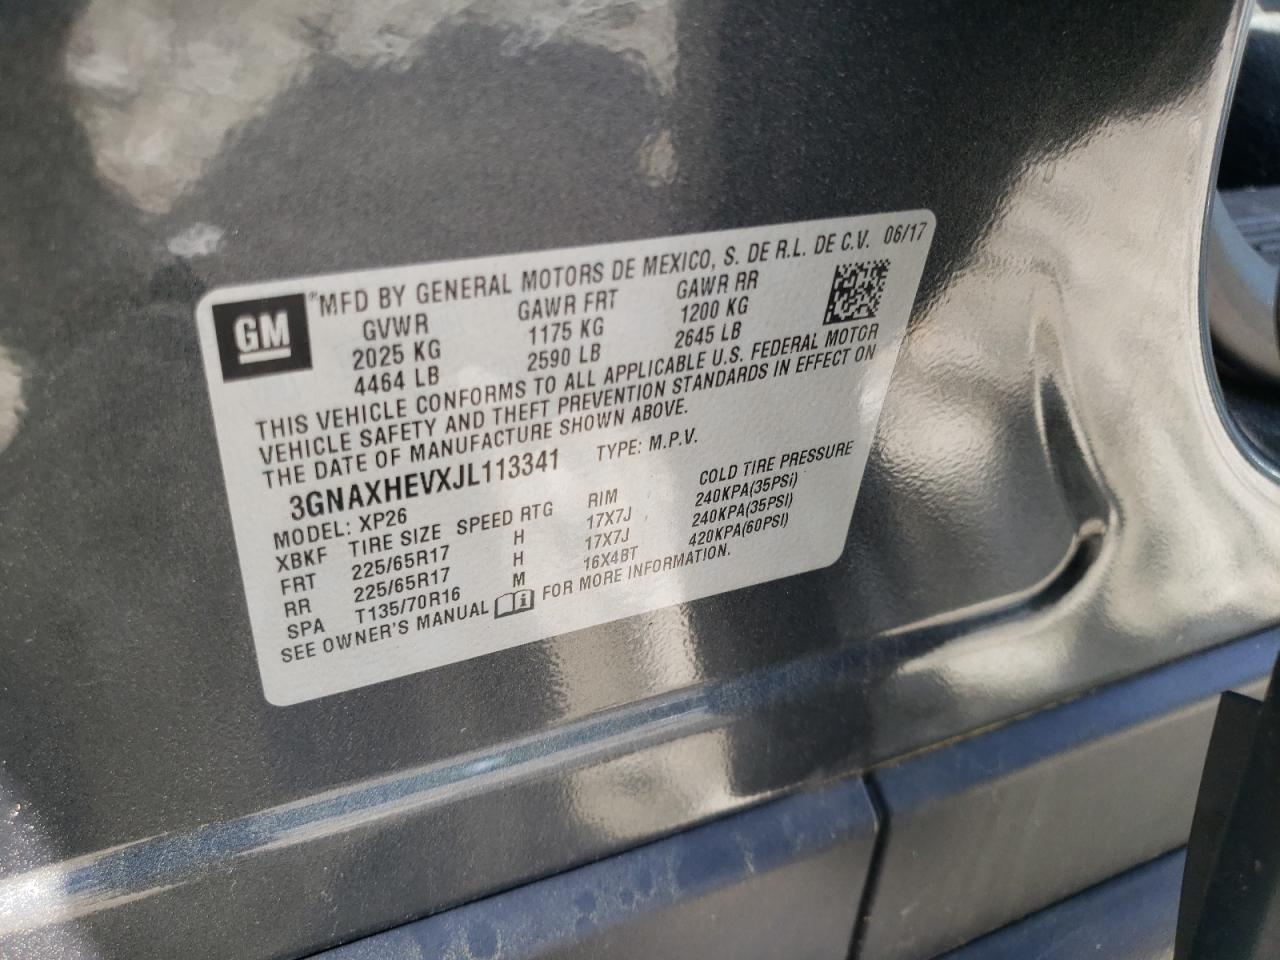 GM
®MFD BY GENERAL MOTORS DE MEXICO, S. DE R.L. DE C.V. 06/17
GVWR GAWR FRT GAWR RR
2025 KG 1175 KG 1200 KG
4464 LB 2590 LB 2645 LB
THIS VEHICLE CONFORMS TO ALL APPLICABLE U.S. FEDERAL MOTOR
VEHICLE SAFETY AND THEFT PREVENTION STANDARDS IN EFFECT ON
THE DATE OF MANUFACTURE SHOWN ABOVE.
3GNAXHEVXJL113341 TYPE: M.P.V.
MODEL: XP26
XBKF TIRE SIZE SPEED RTG RIM COLD TIRE PRESSURE
FRT 225/65R17 H 17X7J 240KPA(35PSI)
RR 225/65R17 H 17X7J 240KPA(35PSI)
SPA T135/70R16 M 16X4BT 420KPA(60PSI)
SEE OWNER'S MANUAL i FOR MORE INFORMATION.